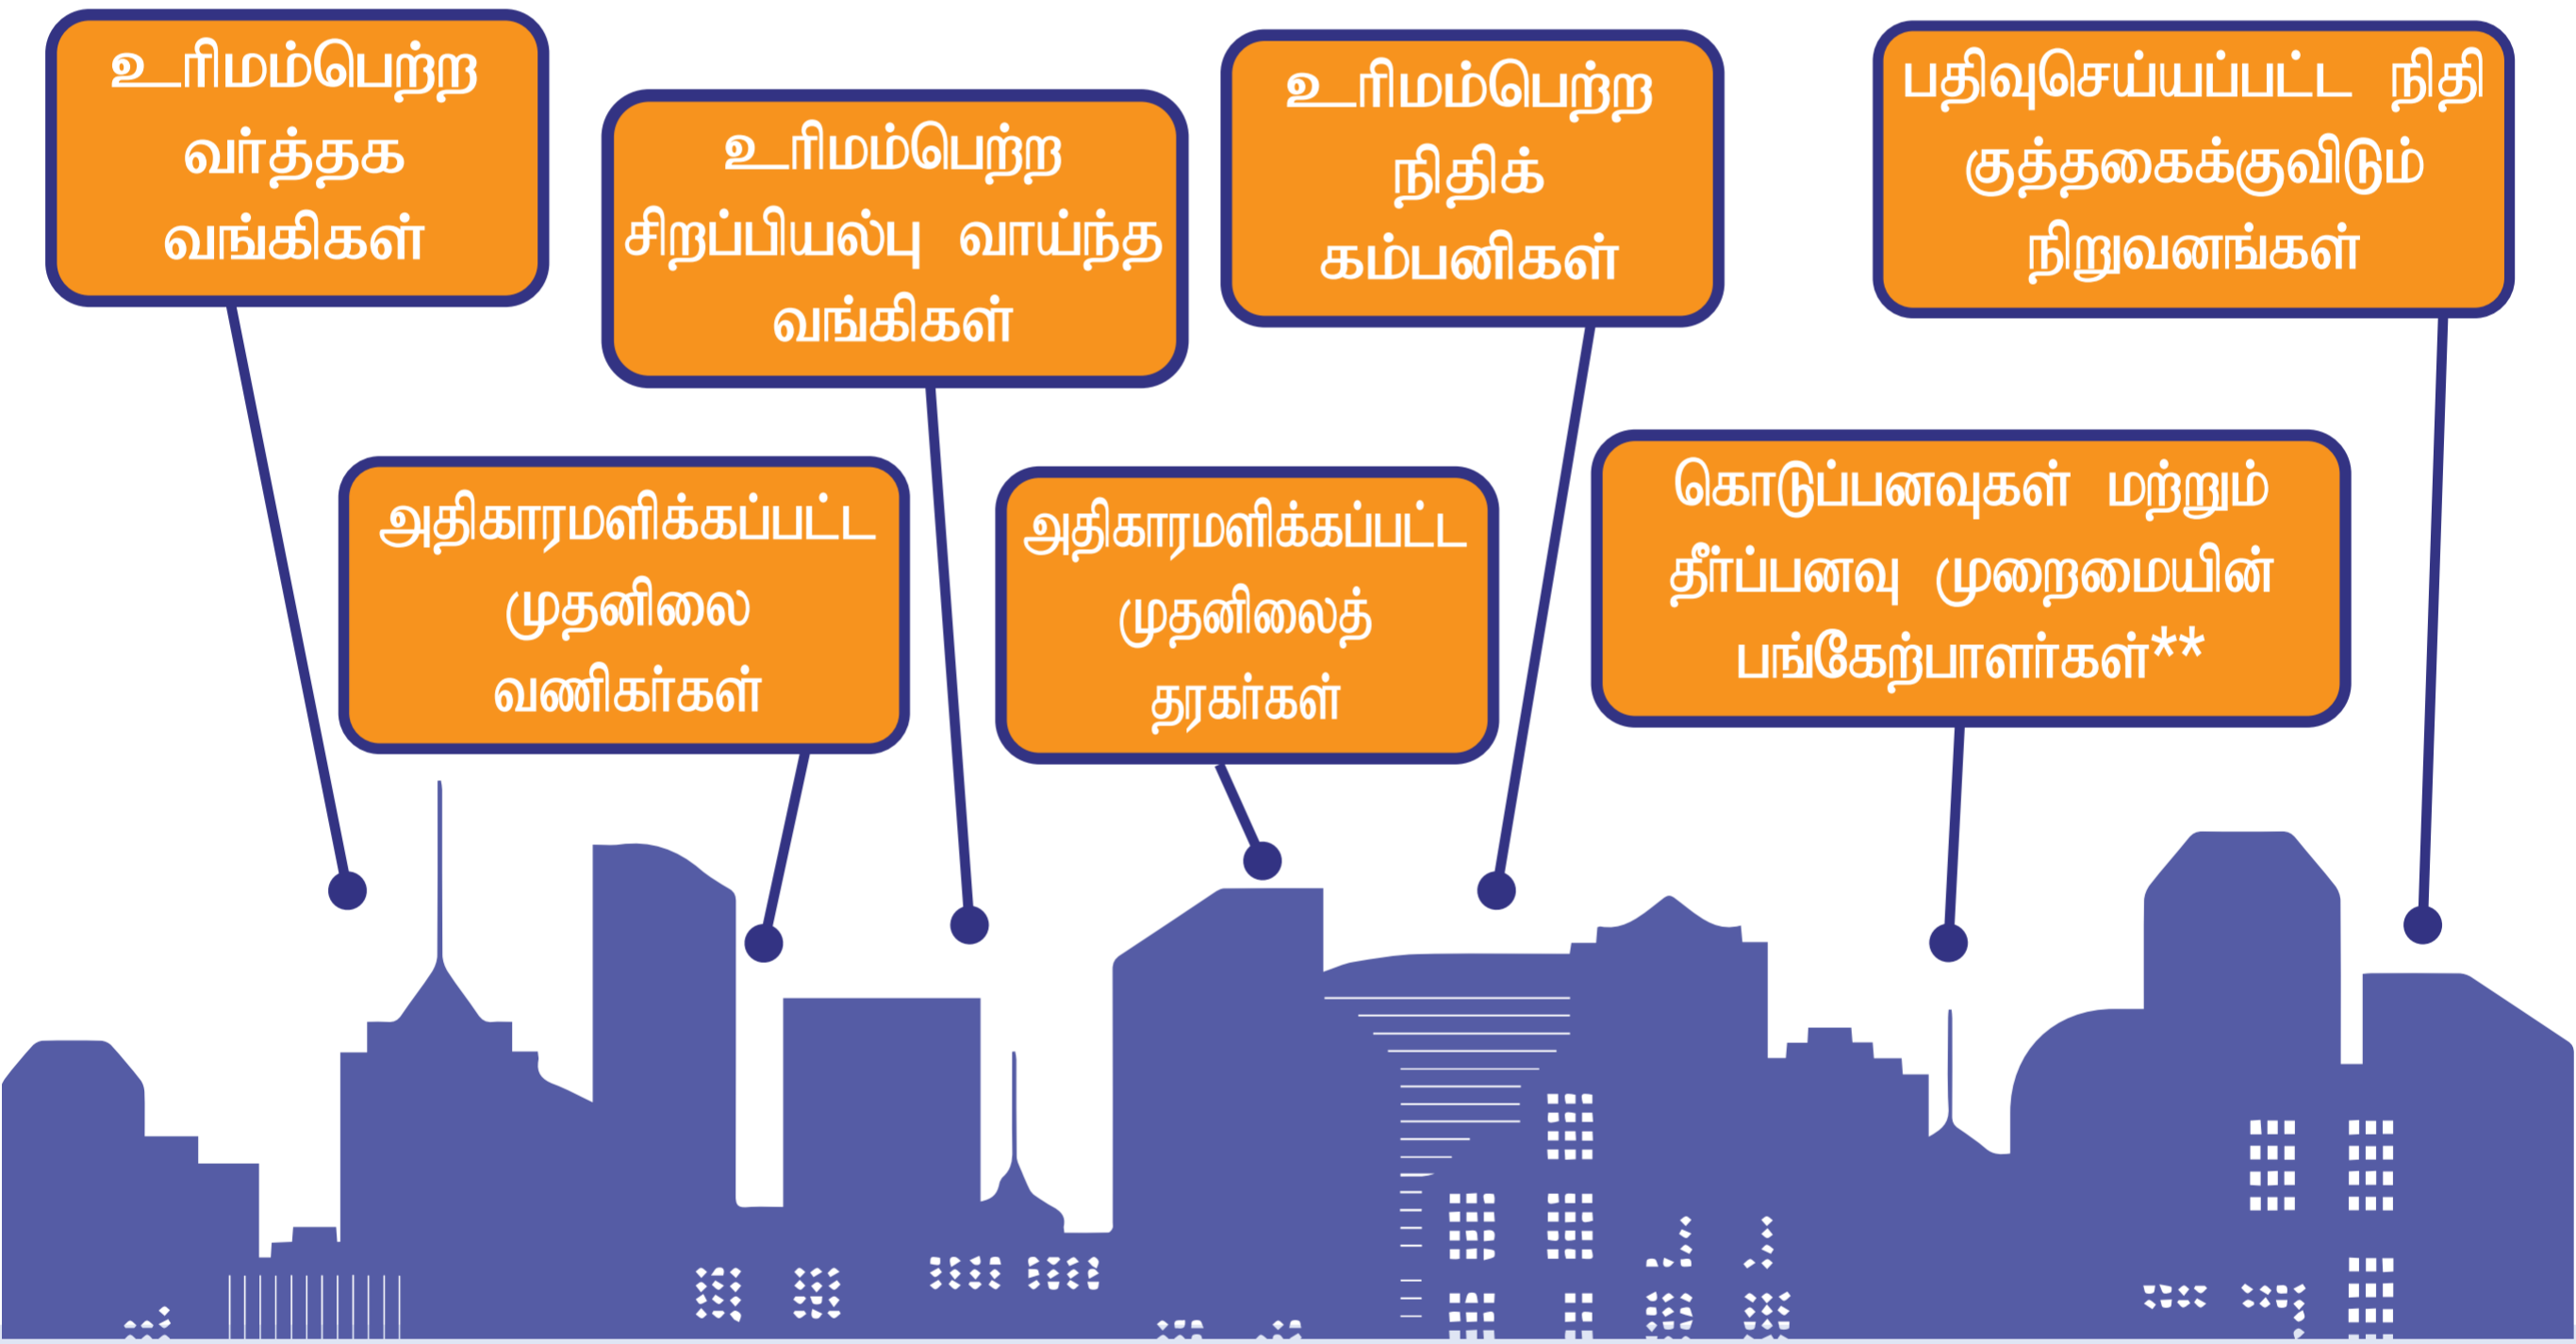 உரிமம்பெற்ற
வர்த்தக
வங்கிகள்
உரிமம்பெற்ற
சிறப்பியல்பு வாய்ந்த
வங்கிகள்
உரிமம்பெற்ற
நிதிக்
கம்பனிகள்
பதிவுசெய்யப்பட்ட நிதி
குத்தகைக்குவிடும்
நிறுவனங்கள்
அதிகாரமளிக்கப்பட்ட
முதனிலை
வணிகர்கள்
அதிகாரமளிக்கப்பட்ட
முதனிலைத்
தரகர்கள்
கொடுப்பனவுகள் மற்றும்
தீர்ப்பனவு முறைமையின்
பங்கேற்பாளர்கள்**